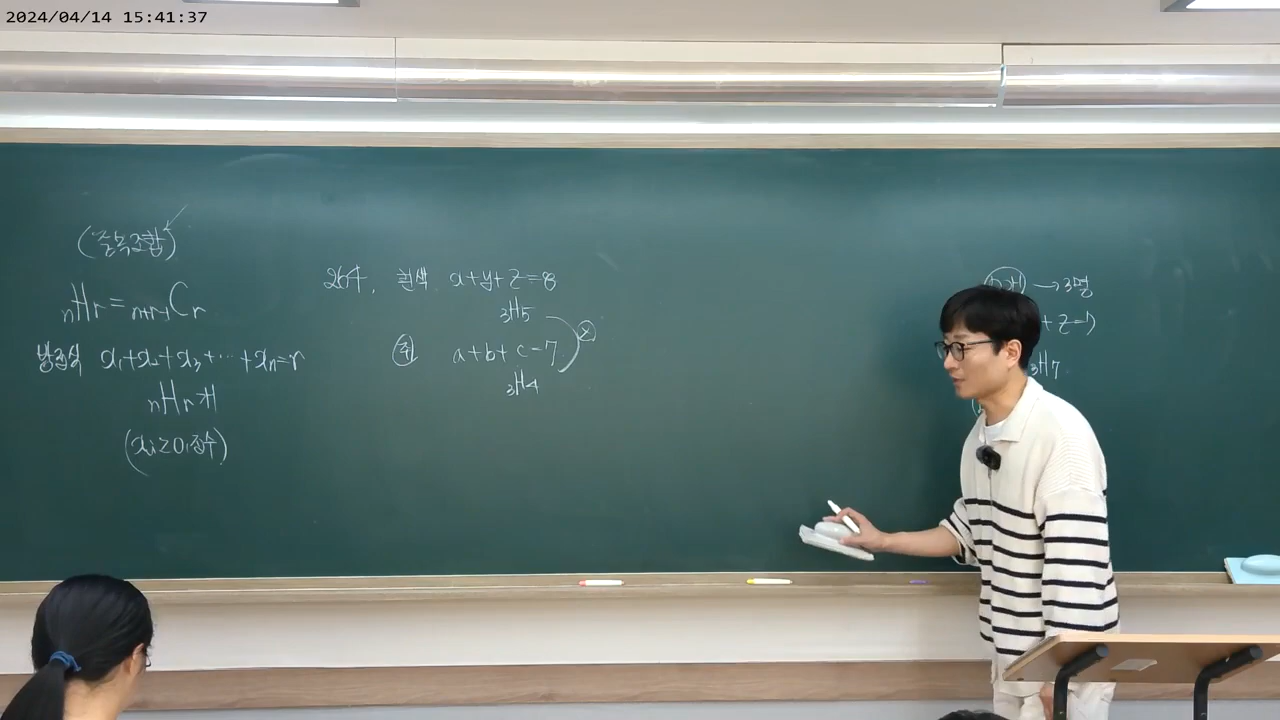 2024/04/14 15:41:37
(중복조합)
nHr = n+r-1Cr
방정식 x₁+x₂+x₃+⋯+xn=r
nHr개
(xᵢ≥0 정수)
264. 흰색 x+y+z=8
3H5
a+b+c=7
3H4
→3명
+z=7
3H7